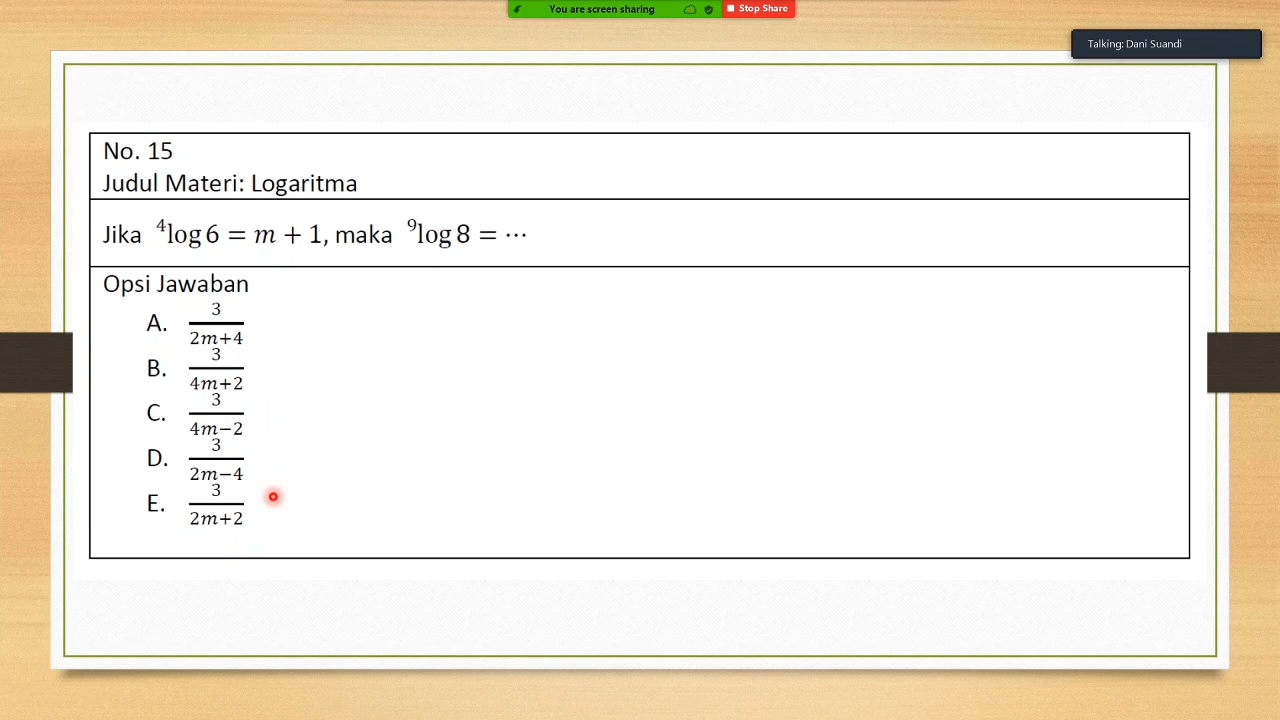 You are screen sharing
Stop Share
Talking: Dani Suandi
No. 15
Judul Materi: Logaritma
Jika ⁴log 6 = m + 1, maka ⁹log 8 = ⋯
Opsi Jawaban
A. 3/(2m+4)
B. 3/(4m+2)
C. 3/(4m−2)
D. 3/(2m−4)
E. 3/(2m+2)